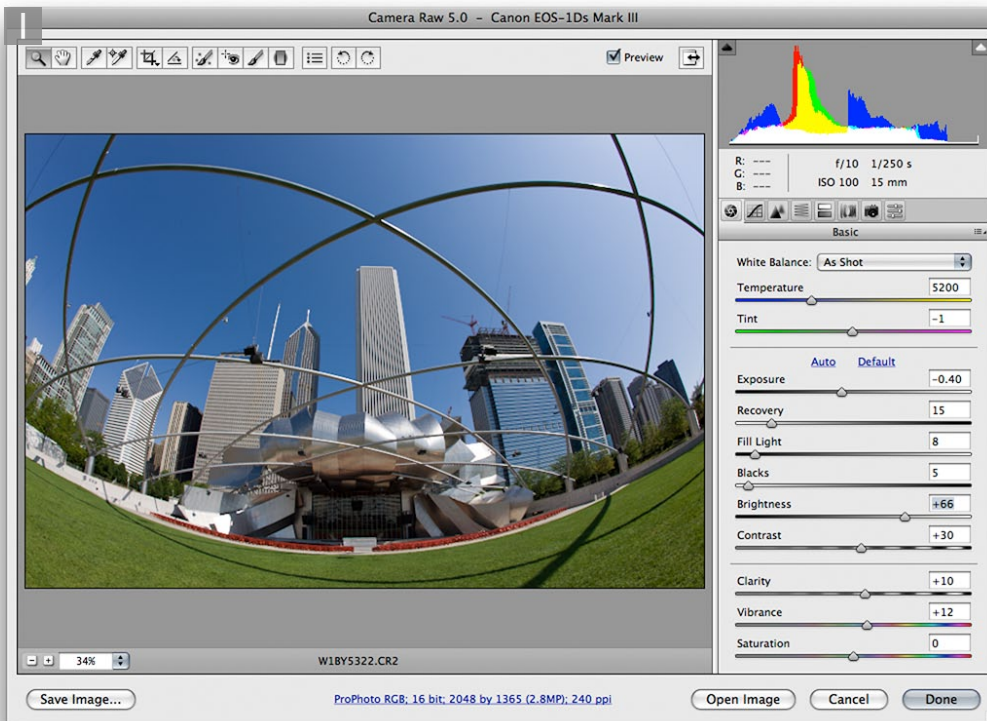 I
Camera Raw 5.0 – Canon EOS-1Ds Mark III
Preview
R: ---
G: ---
B: ---
f/10 1/250 s
ISO 100 15 mm
Basic
White Balance: As Shot
Temperature 5200
Tint -1
Auto Default
Exposure -0.40
Recovery 15
Fill Light 8
Blacks 5
Brightness +66
Contrast +30
Clarity +10
Vibrance +12
Saturation 0
34% W1BY5322.CR2
Save Image... ProPhoto RGB; 16 bit; 2048 by 1365 (2.8MP); 240 ppi Open Image Cancel Done